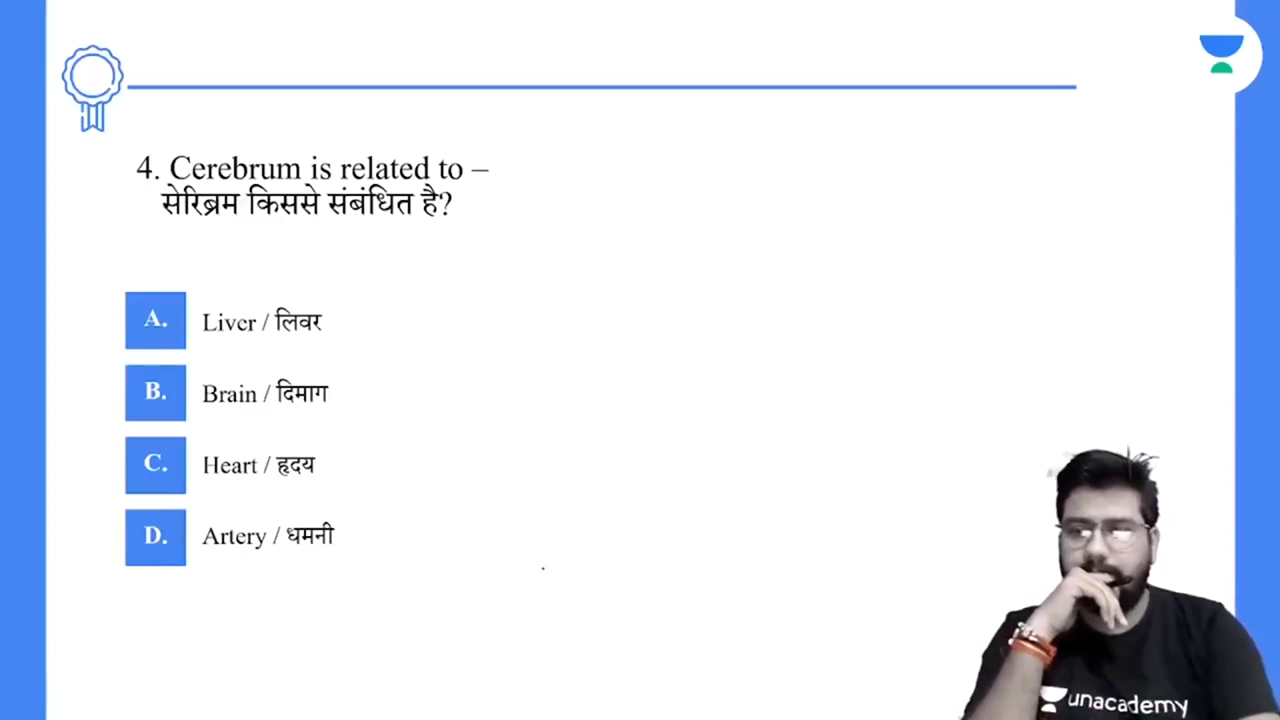 4. Cerebrum is related to –
सेरिब्रम किससे संबंधित है?
A. Liver / लिवर
B. Brain / दिमाग
C. Heart / हृदय
D. Artery / धमनी
unacademy